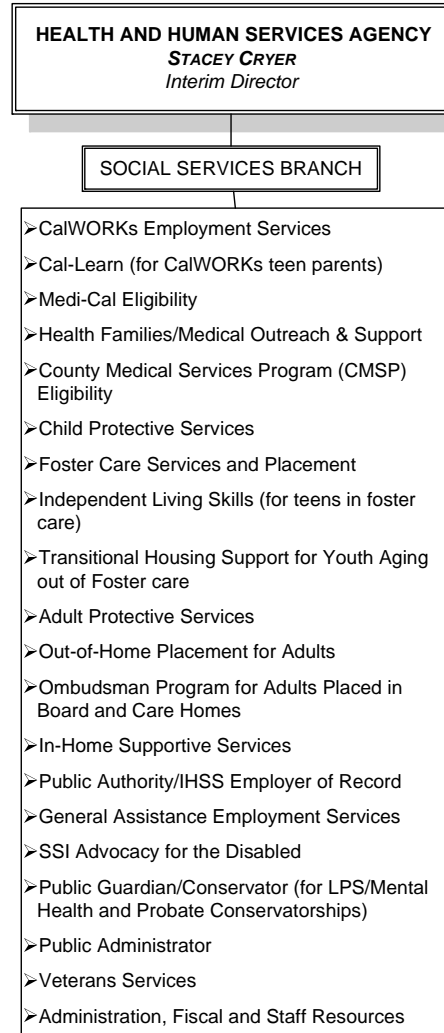 HEALTH AND HUMAN SERVICES AGENCY
STACEY CRYER
Interim Director
SOCIAL SERVICES BRANCH
➢CalWORKs Employment Services
➢Cal-Learn (for CalWORKs teen parents)
➢Medi-Cal Eligibility
➢Health Families/Medical Outreach & Support
➢County Medical Services Program (CMSP)
Eligibility
➢Child Protective Services
➢Foster Care Services and Placement
➢Independent Living Skills (for teens in foster
care)
➢Transitional Housing Support for Youth Aging
out of Foster care
➢Adult Protective Services
➢Out-of-Home Placement for Adults
➢Ombudsman Program for Adults Placed in
Board and Care Homes
➢In-Home Supportive Services
➢Public Authority/IHSS Employer of Record
➢General Assistance Employment Services
➢SSI Advocacy for the Disabled
➢Public Guardian/Conservator (for LPS/Mental
Health and Probate Conservatorships)
➢Public Administrator
➢Veterans Services
➢Administration, Fiscal and Staff Resources